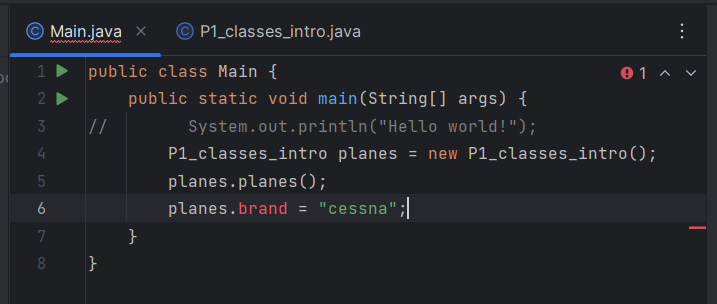 Main.java P1_classes_intro.java
1 public class Main { 1
2 public static void main(String[] args) {
3 // System.out.println("Hello world!");
4 P1_classes_intro planes = new P1_classes_intro();
5 planes.planes();
6 planes.brand = "cessna";
7 }
8 }